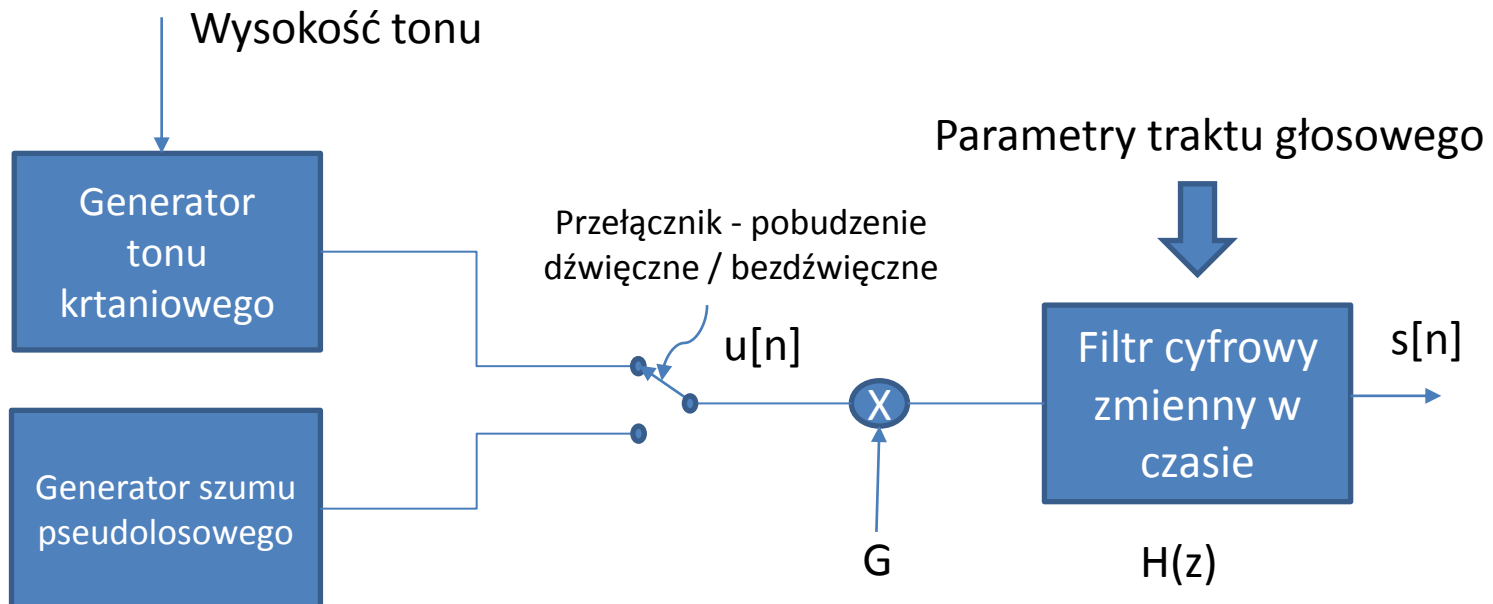 Wysokość tonu
Generator
tonu
krtaniowego
Generator szumu
pseudolosowego
Przełącznik - pobudzenie
dźwięczne / bezdźwięczne
u[n]
X
G
Parametry traktu głosowego
Filtr cyfrowy
zmienny w
czasie
H(z)
s[n]